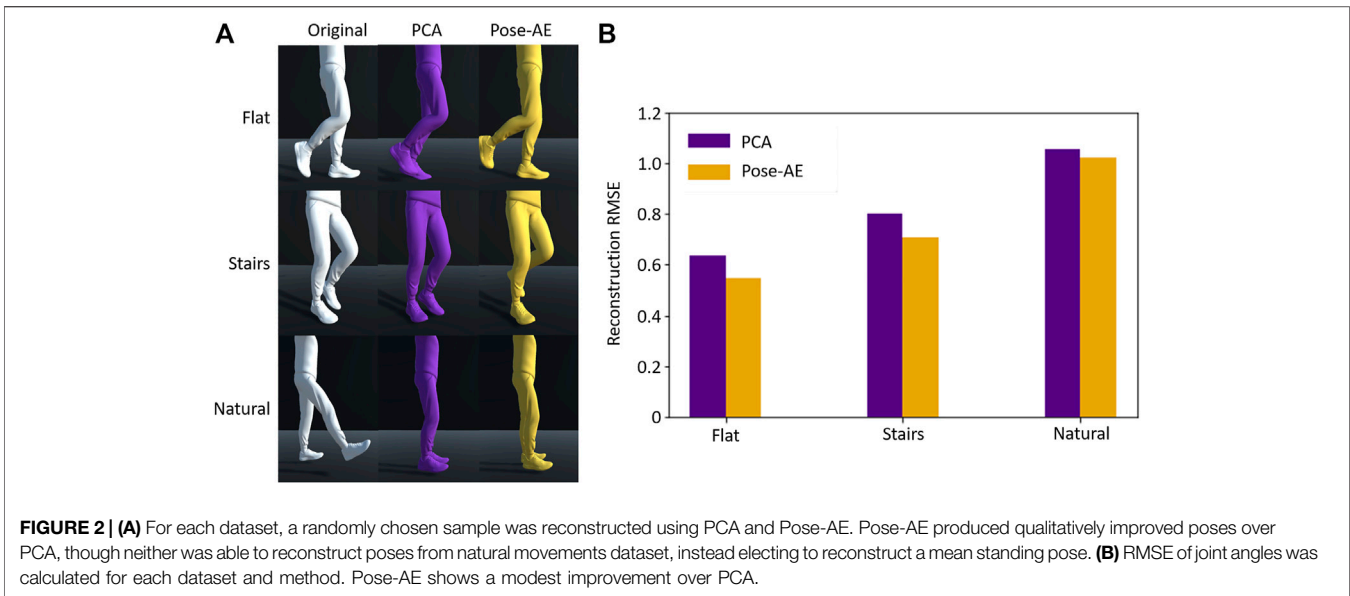 A
Original PCA Pose-AE
Flat
Stairs
Natural
B
1.2
1.0
0.8
0.6
0.4
0.2
0
Reconstruction RMSE
PCA
Pose-AE
Flat Stairs Natural
FIGURE 2 | (A) For each dataset, a randomly chosen sample was reconstructed using PCA and Pose-AE. Pose-AE produced qualitatively improved poses over
PCA, though neither was able to reconstruct poses from natural movements dataset, instead electing to reconstruct a mean standing pose. (B) RMSE of joint angles was
calculated for each dataset and method. Pose-AE shows a modest improvement over PCA.